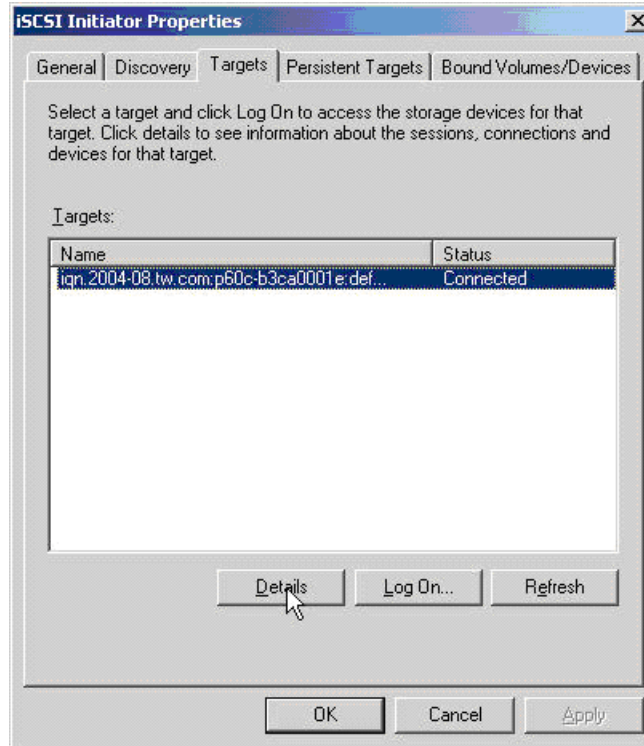 iSCSI Initiator Properties
General Discovery Targets Persistent Targets Bound Volumes/Devices
Select a target and click Log On to access the storage devices for that
target. Click details to see information about the sessions, connections and
devices for that target.
Targets:
Name Status
iqn.2004-08.tw.com:p60c-b3ca0001e:def... Connected
Details Log On... Refresh
OK Cancel Apply